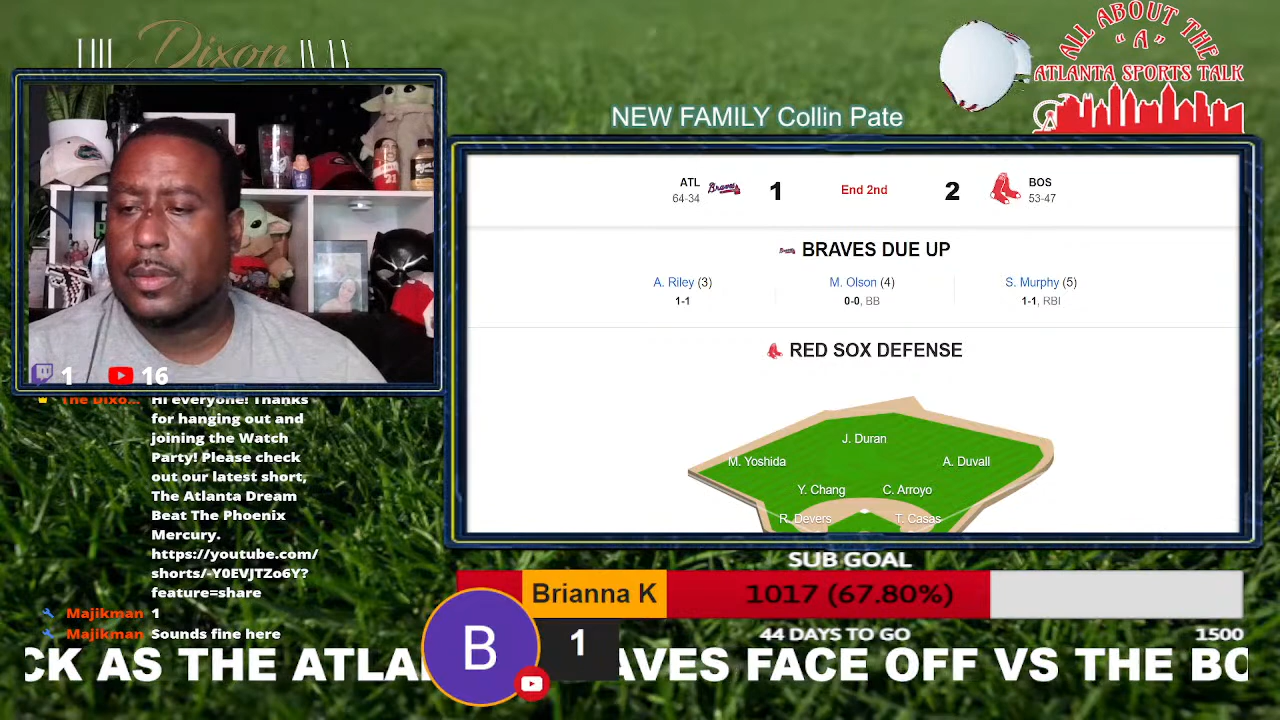 Dixon
ALL ABOUT THE
"A"
ATLANTA SPORTS TALK
NEW FAMILY Collin Pate
ATL
64-34
Braves
1
End 2nd
2
BOS
53-47
BRAVES DUE UP
A. Riley (3)
1-1
M. Olson (4)
0-0, BB
S. Murphy (5)
1-1, RBI
RED SOX DEFENSE
J. Duran
M. Yoshida
A. Duvall
Y. Chang
C. Arroyo
R. Devers
T. Casas
1
16
The Dixo... Hi everyone! Thanks
for hanging out and
joining the Watch
Party! Please check
out our latest short,
The Atlanta Dream
Beat The Phoenix
Mercury.
https://youtube.com/
shorts/-Y0EVJTZo6Y?
feature=share
Majikman 1
Majikman Sounds fine here
SUB GOAL
Brianna K
1017 (67.80%)
B
1
44 DAYS TO GO
1500
CK AS THE ATLA
AVES FACE OFF VS THE BO